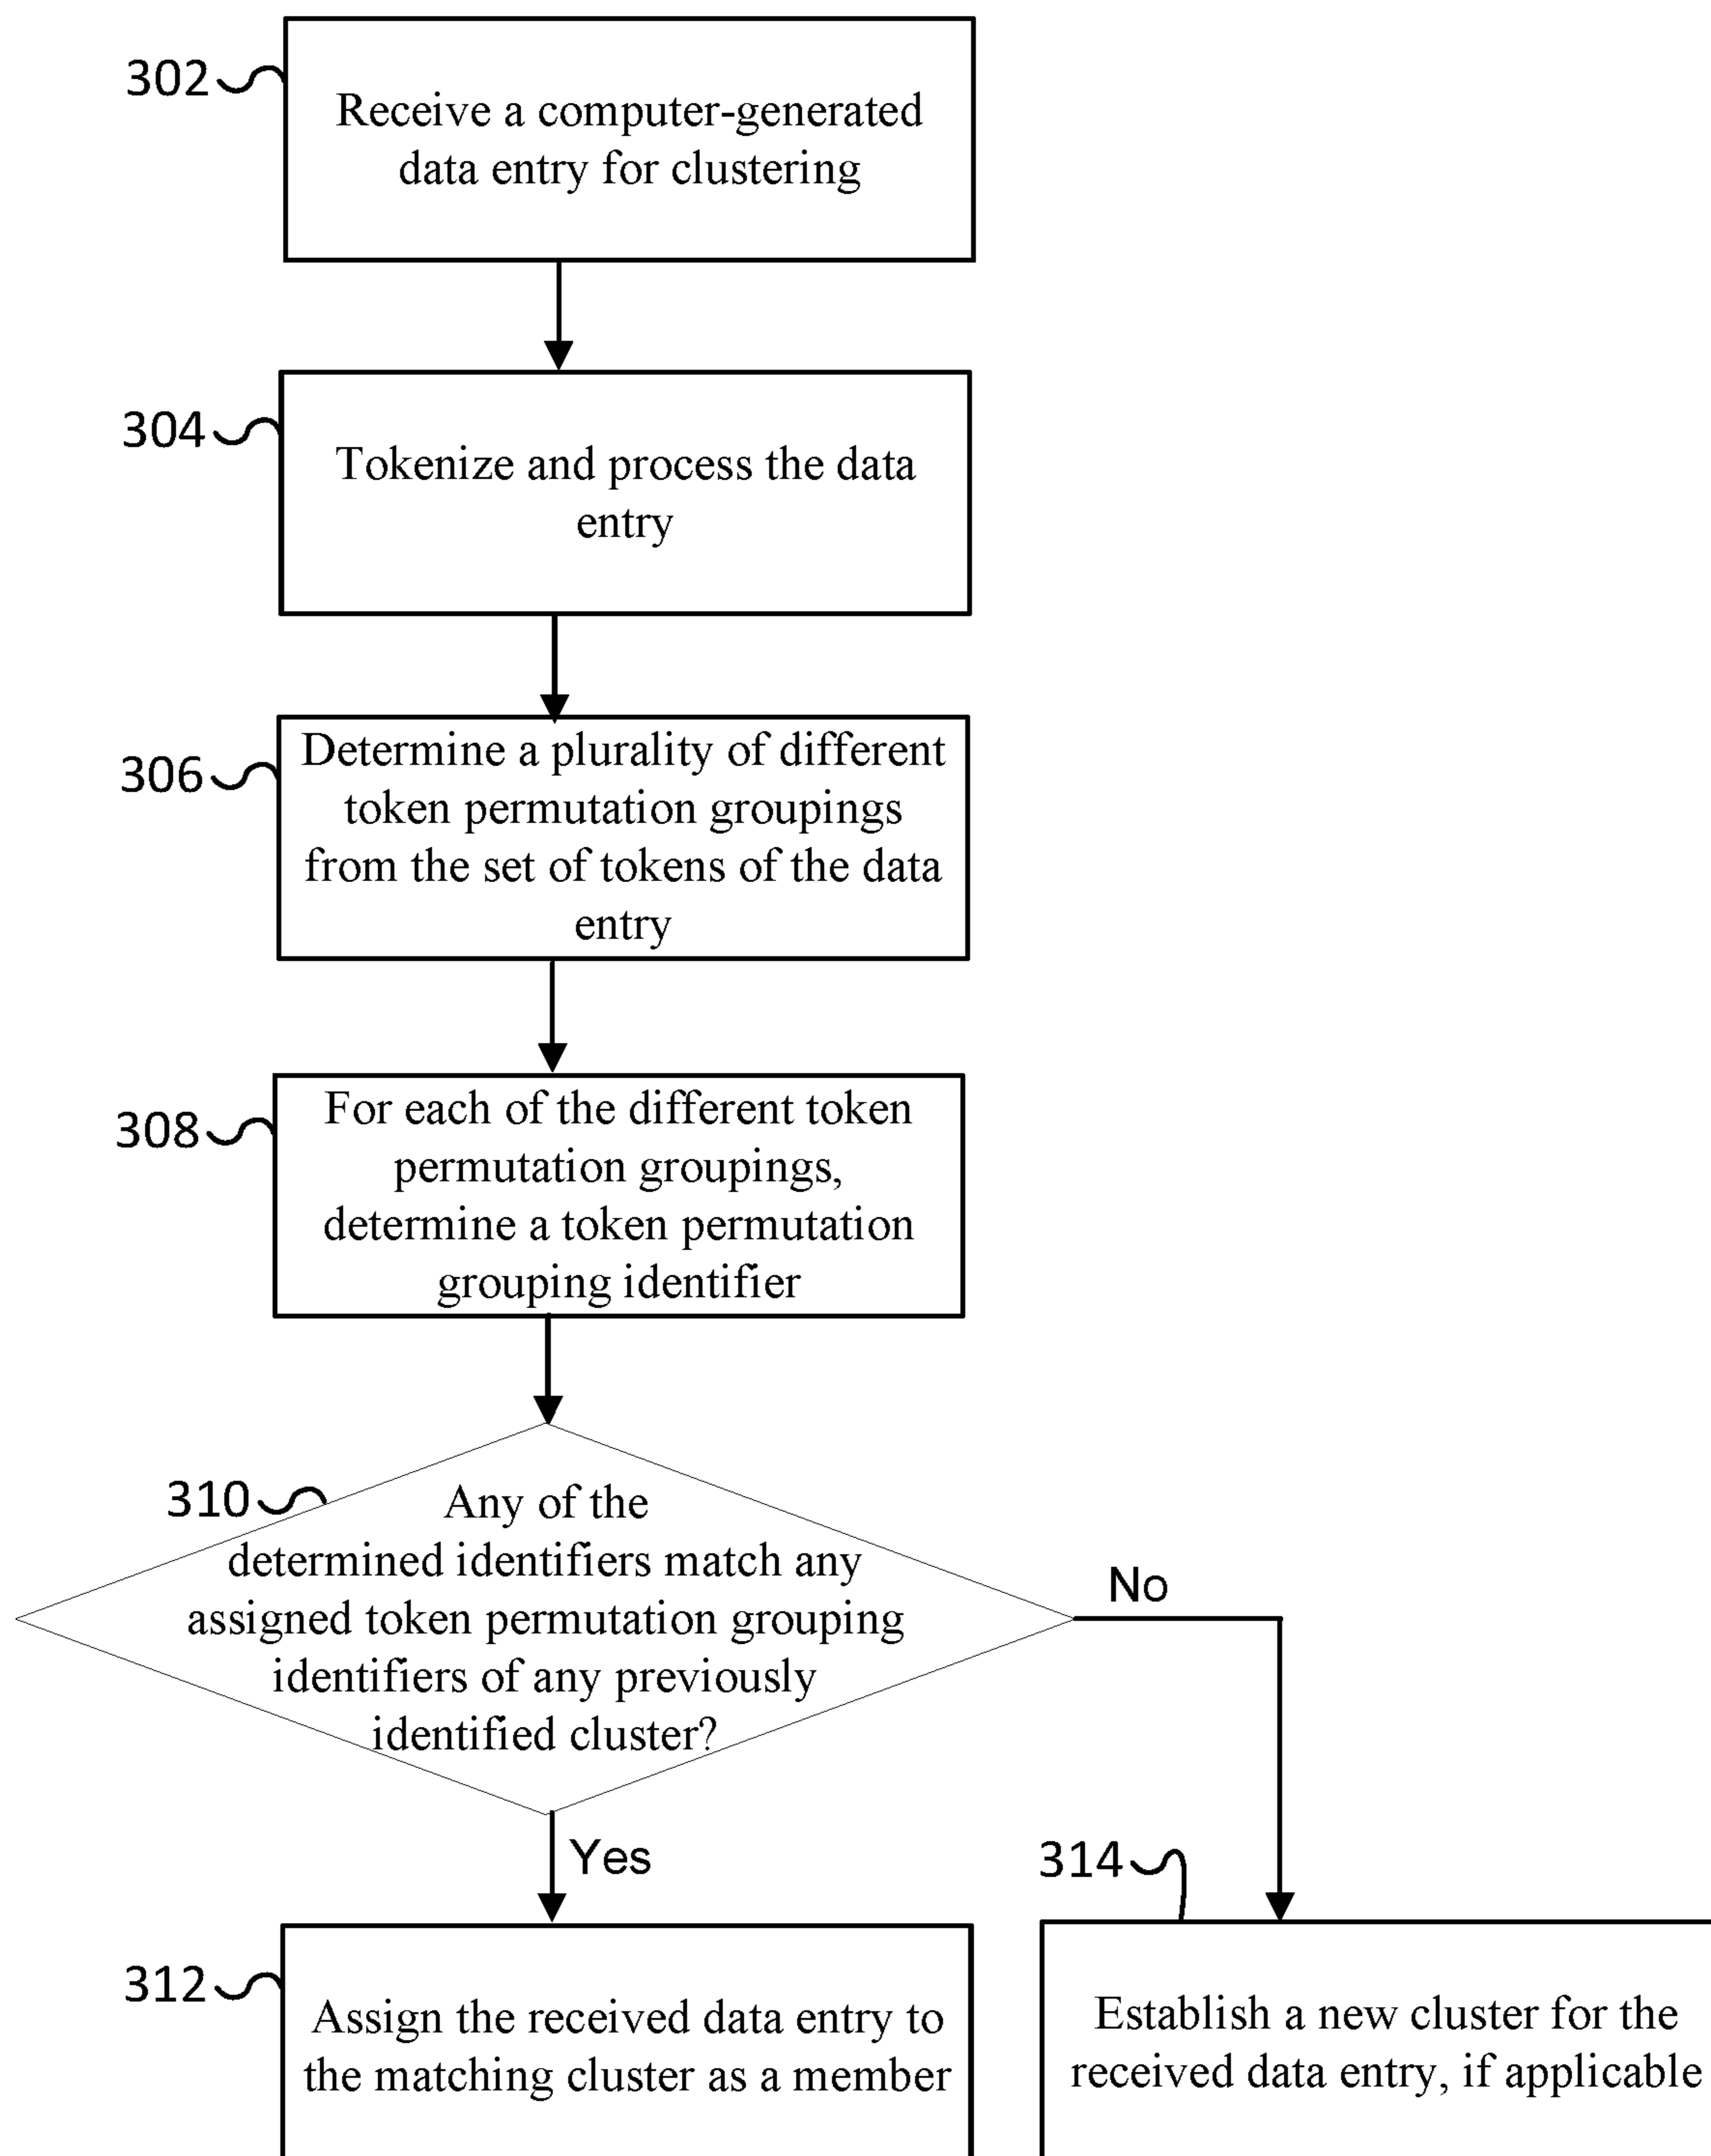 302
Receive a computer-generated
data entry for clustering
304
Tokenize and process the data
entry
306
Determine a plurality of different
token permutation groupings
from the set of tokens of the data
entry
308
For each of the different token
permutation groupings,
determine a token permutation
grouping identifier
310
Any of the
determined identifiers match any
assigned token permutation grouping
identifiers of any previously
identified cluster?
No
Yes
312
Assign the received data entry to
the matching cluster as a member
314
Establish a new cluster for the
received data entry, if applicable